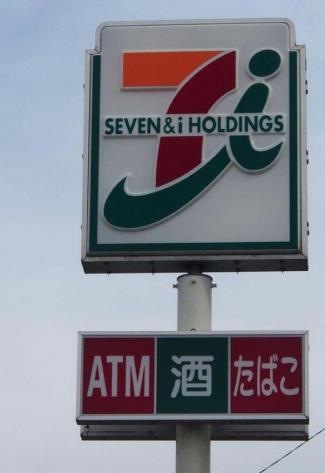 SEVEN & i HOLDINGS
ATM 酒 たばこ